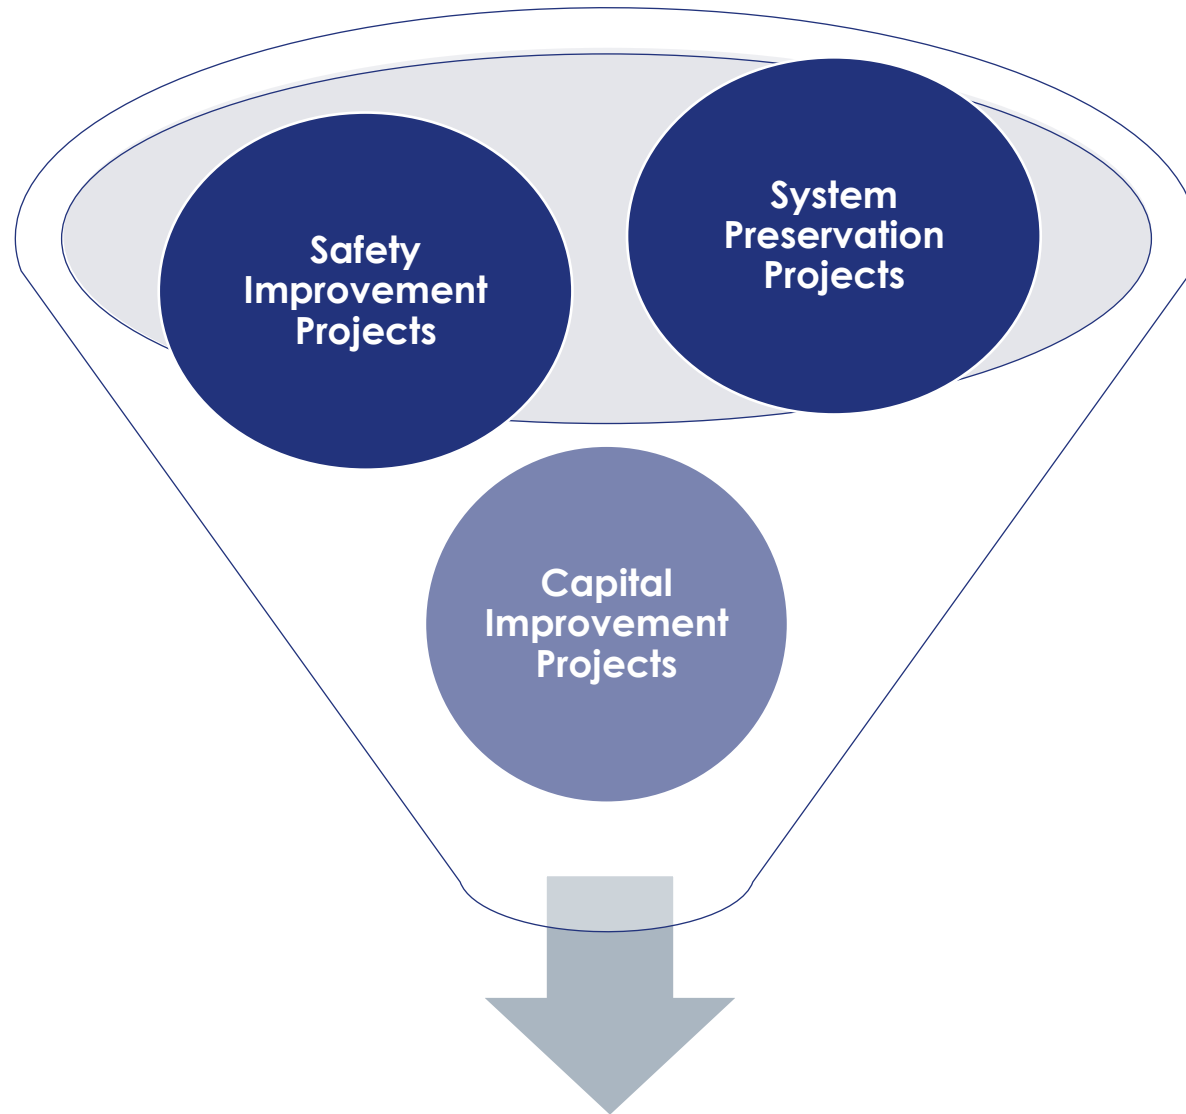 Safety
Improvement
Projects
System
Preservation
Projects
Capital
Improvement
Projects